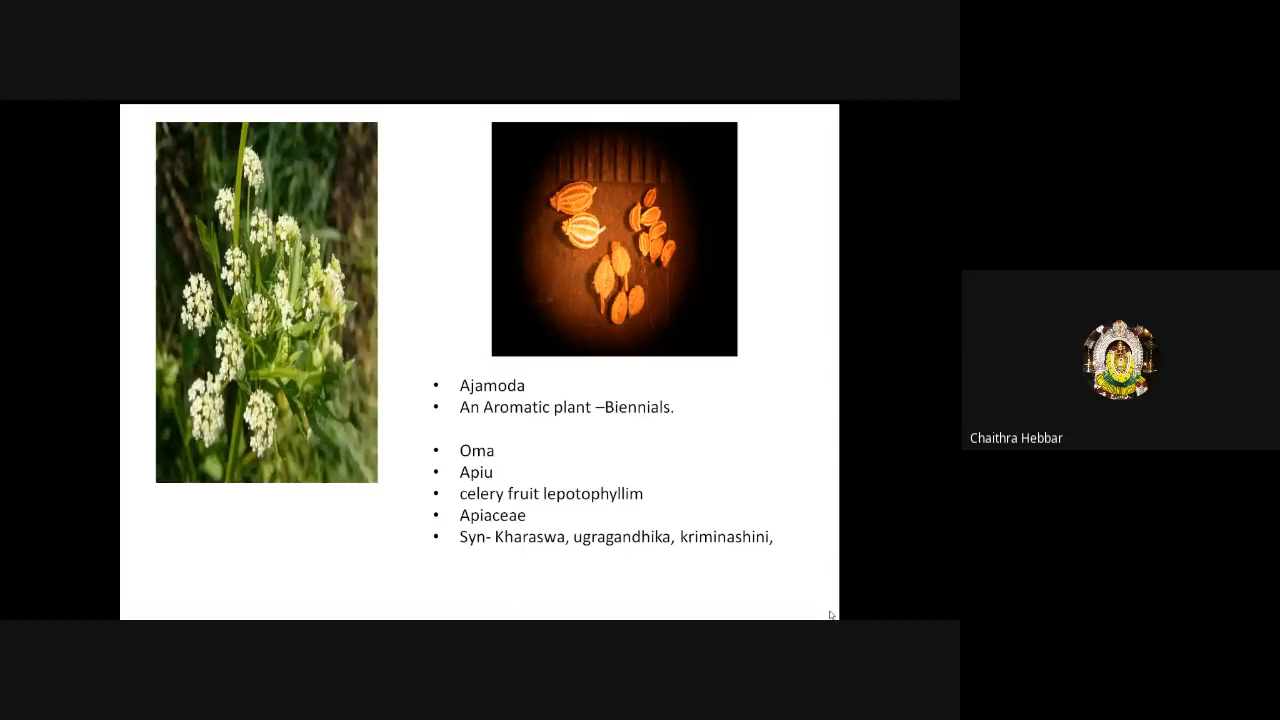 • Ajamoda
• An Aromatic plant –Biennials.
• Oma
• Apiu
• celery fruit lepotophyllim
• Apiaceae
• Syn- Kharaswa, ugragandhika, kriminashini,
Chaithra Hebbar